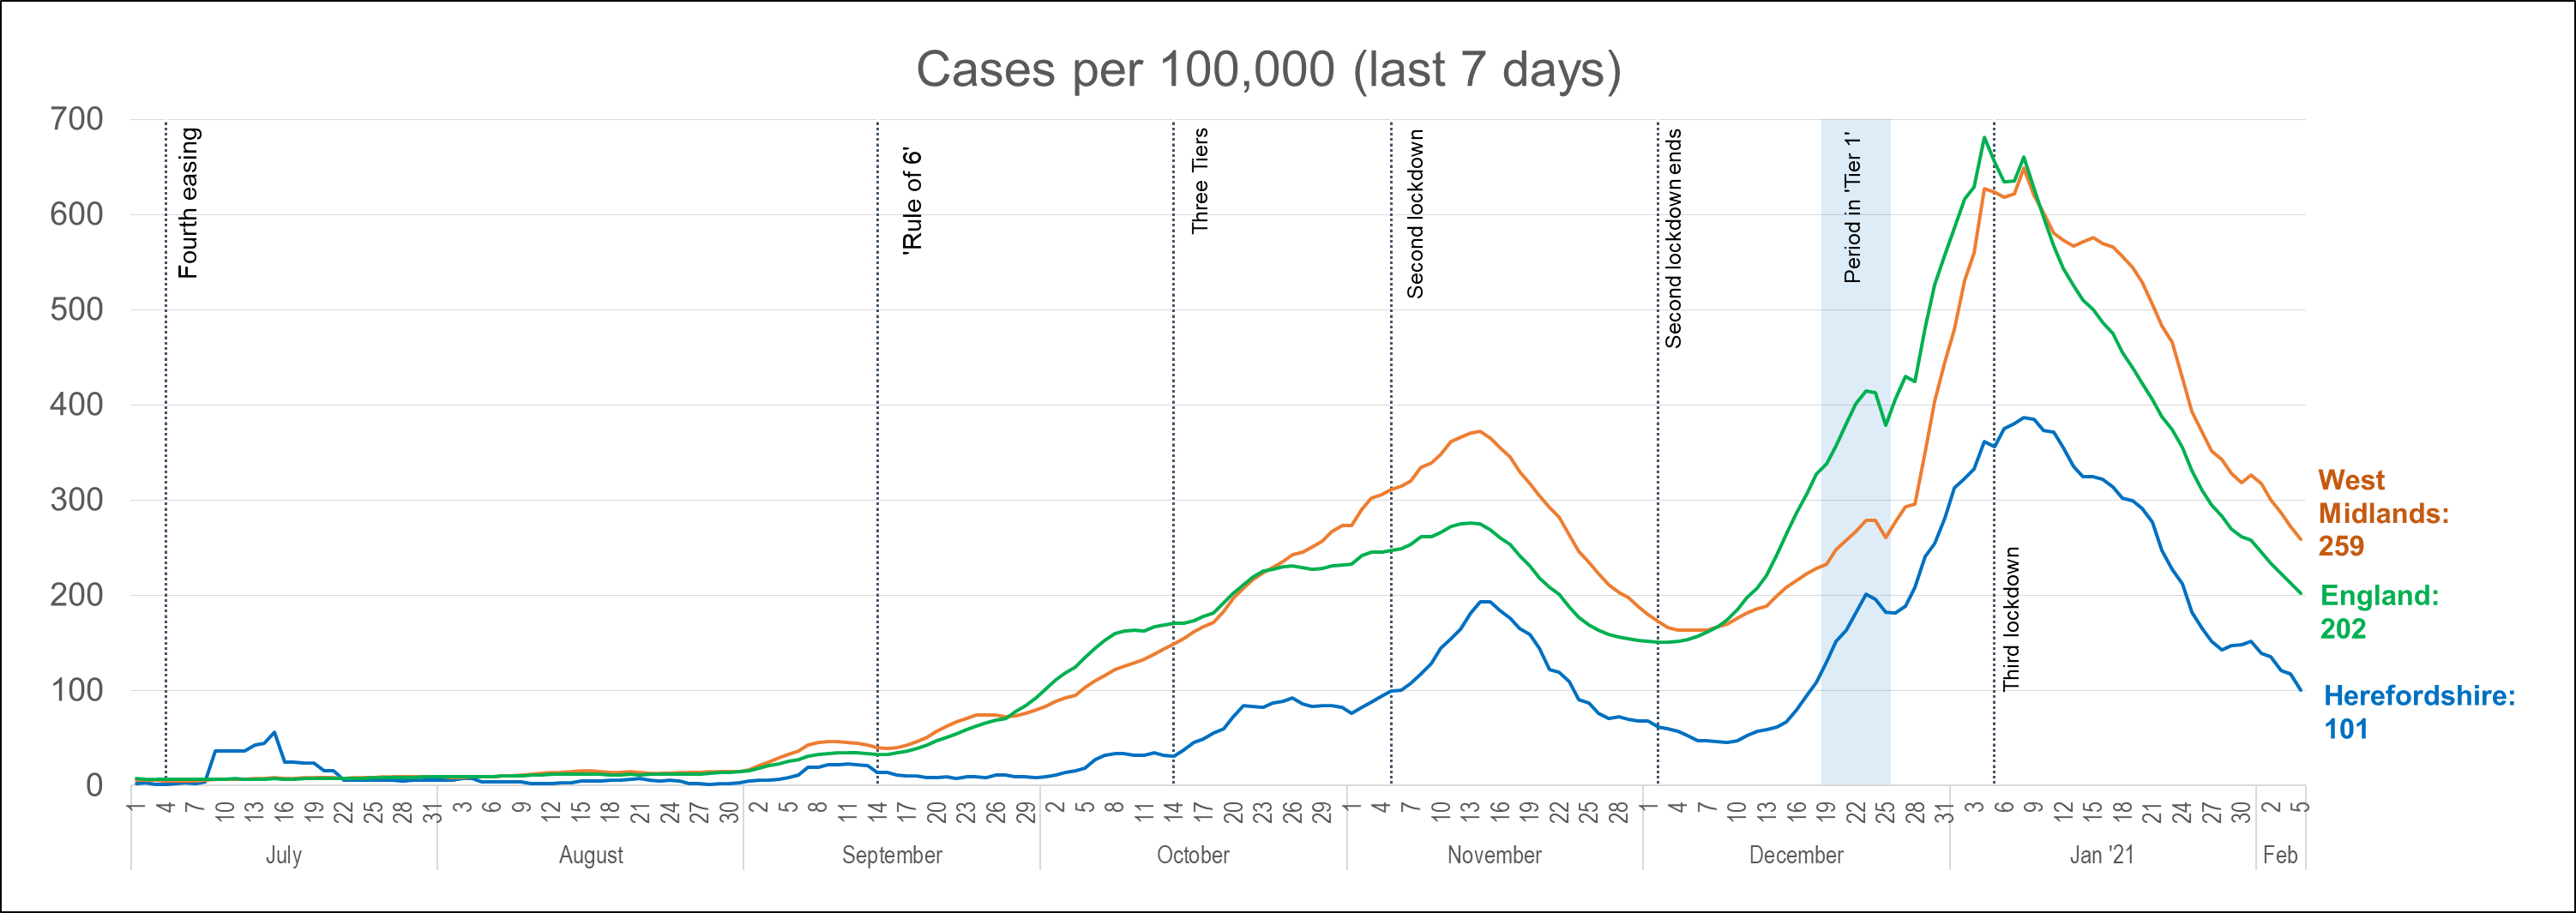 Cases per 100,000 (last 7 days)
700
600
500
400
300
200
100
0
Fourth easing
'Rule of 6'
Three Tiers
Second lockdown
Second lockdown ends
Period in 'Tier 1'
Third lockdown
West
Midlands:
259
England:
202
Herefordshire:
101
1 4 7 10 13 16 19 22 25 28 31 3 6 9 12 15 18 21 24 27 30 2 5 8 11 14 17 20 23 26 29 2 5 8 11 14 17 20 23 26 29 1 4 7 10 13 16 19 22 25 28 1 4 7 10 13 16 19 22 25 28 31 3 6 9 12 15 18 21 24 27 30 2 5
July August September October November December Jan '21 Feb